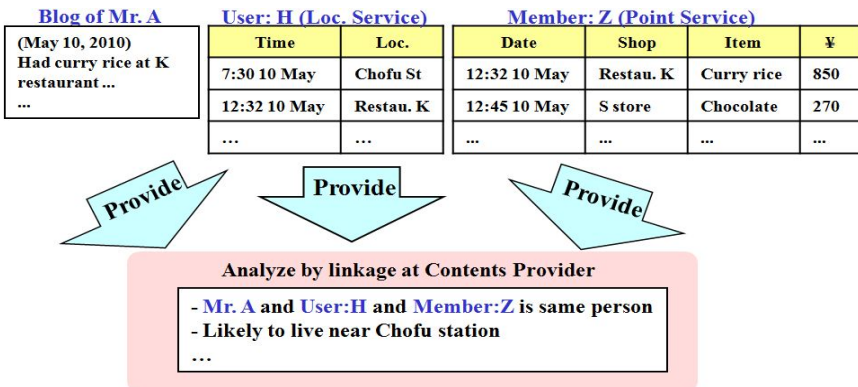 Blog of Mr. A
(May 10, 2010)
Had curry rice at K
restaurant ...
...
User: H (Loc. Service)
Time Loc.
7:30 10 May Chofu St
12:32 10 May Restau. K
... ...
Member: Z (Point Service)
Date Shop Item ¥
12:32 10 May Restau. K Curry rice 850
12:45 10 May S store Chocolate 270
... ... ... ...
Provide
Provide
Provide
Analyze by linkage at Contents Provider
- Mr. A and User:H and Member:Z is same person
- Likely to live near Chofu station
...